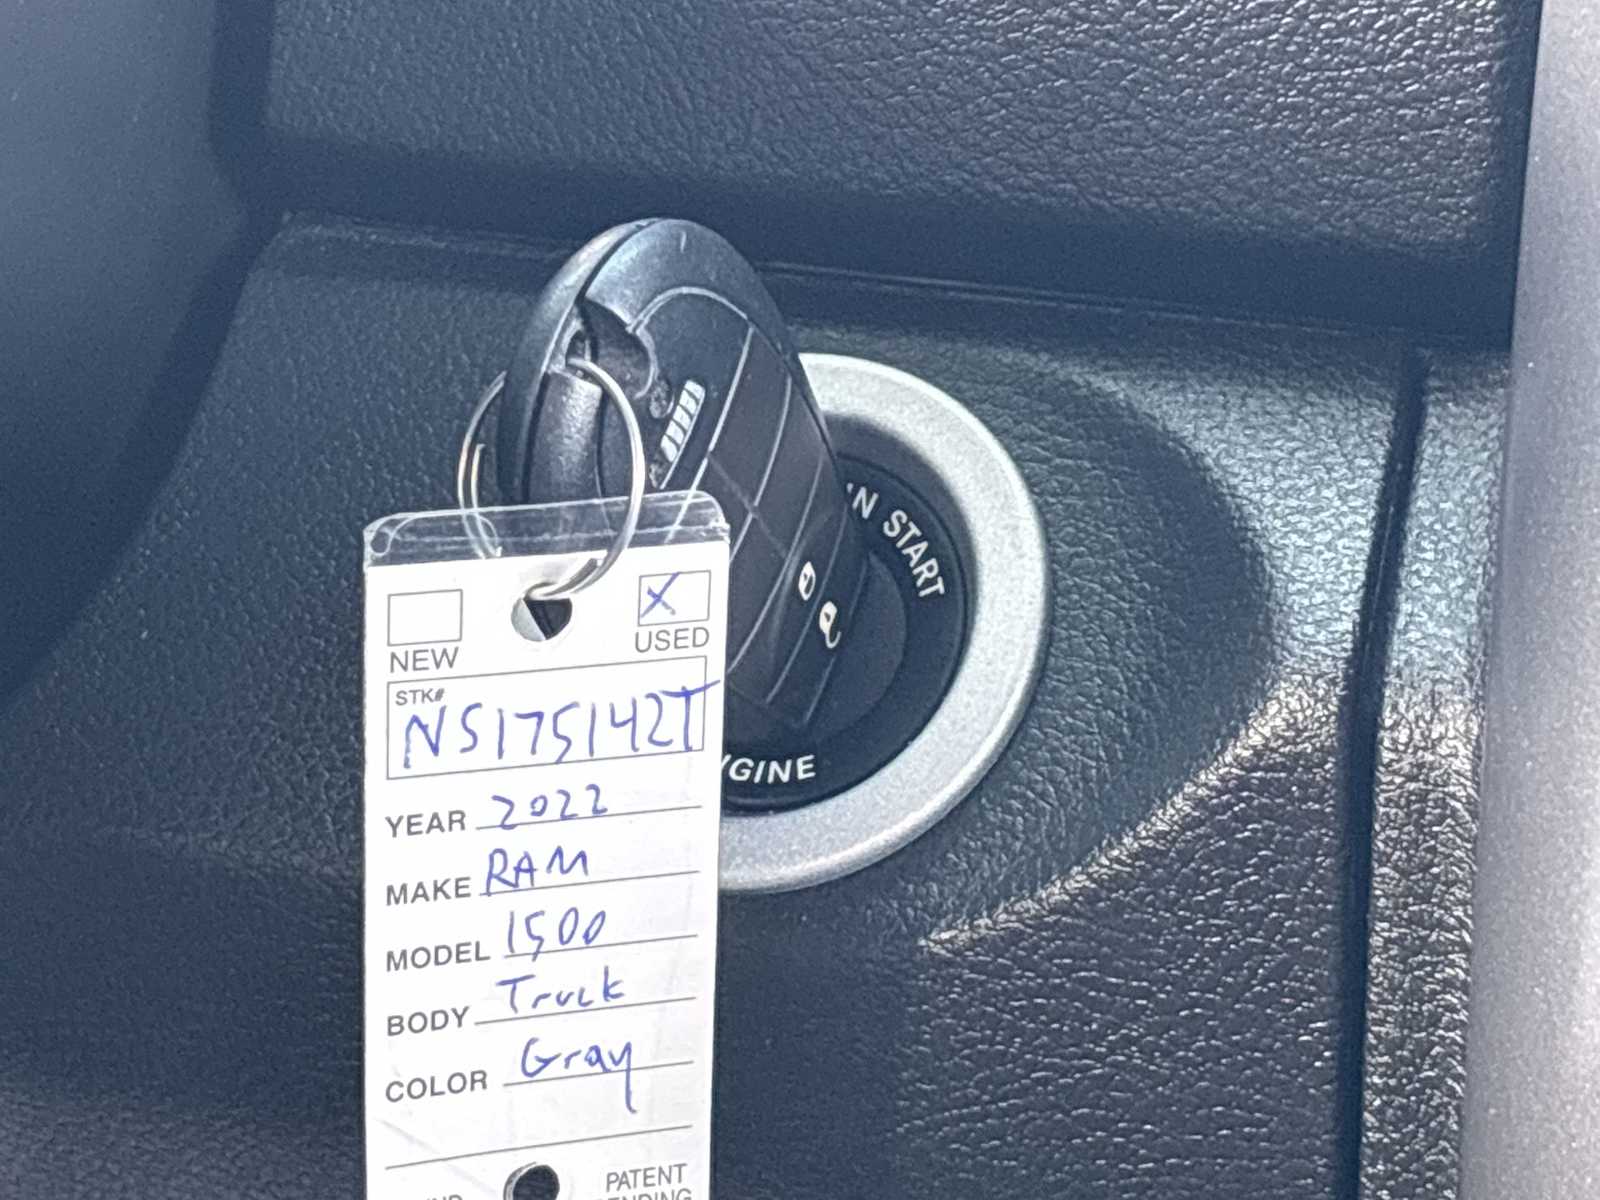 N START
GINE
NEW
X
USED
STK#
NS175142T
YEAR 2022
MAKE RAM
MODEL 1500
BODY Truck
COLOR Gray
PATENT